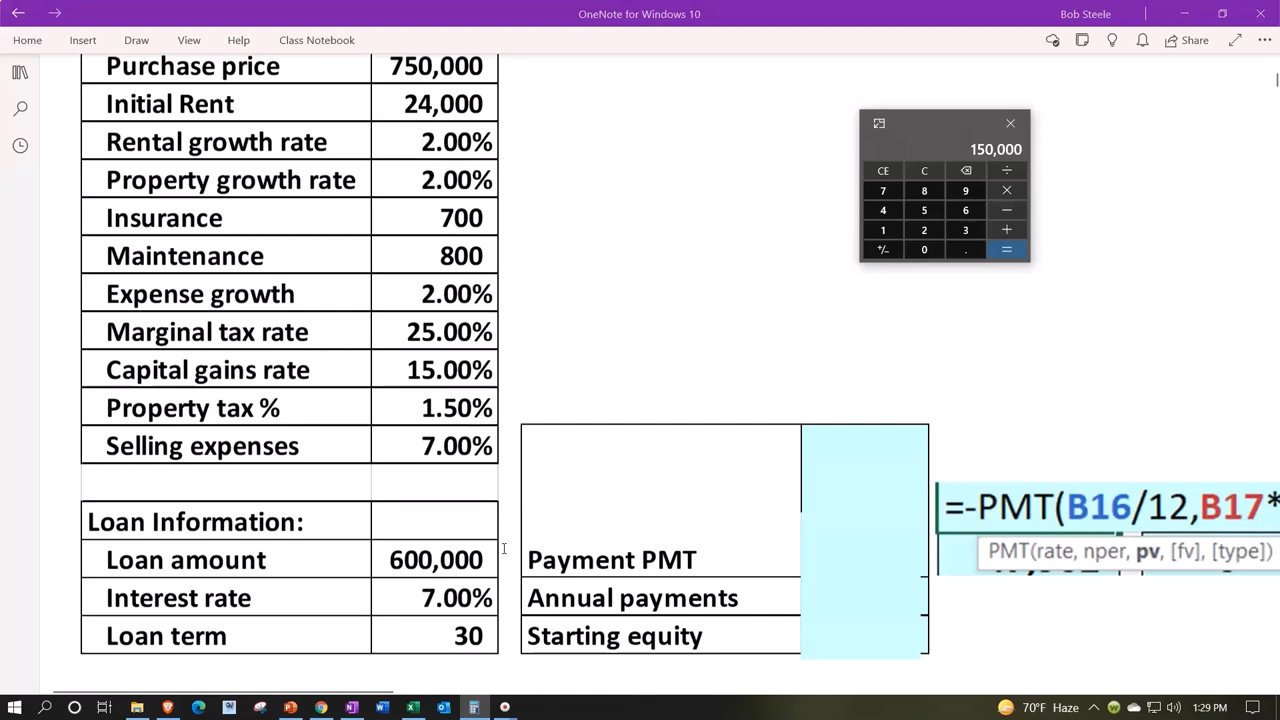 OneNote for Windows 10
Bob Steele
Home Insert Draw View Help Class Notebook
Share
Purchase price 750,000
Initial Rent 24,000
Rental growth rate 2.00%
Property growth rate 2.00%
Insurance 700
Maintenance 800
Expense growth 2.00%
Marginal tax rate 25.00%
Capital gains rate 15.00%
Property tax % 1.50%
Selling expenses 7.00%
150,000
CE C ⌫ ÷
7 8 9 ×
4 5 6 −
1 2 3 +
+/− 0 . =
Loan Information:
Loan amount 600,000
Interest rate 7.00%
Loan term 30
Payment PMT
Annual payments
Starting equity
=-PMT(B16/12,B17*
PMT(rate, nper, pv, [fv], [type])
70°F Haze
1:29 PM